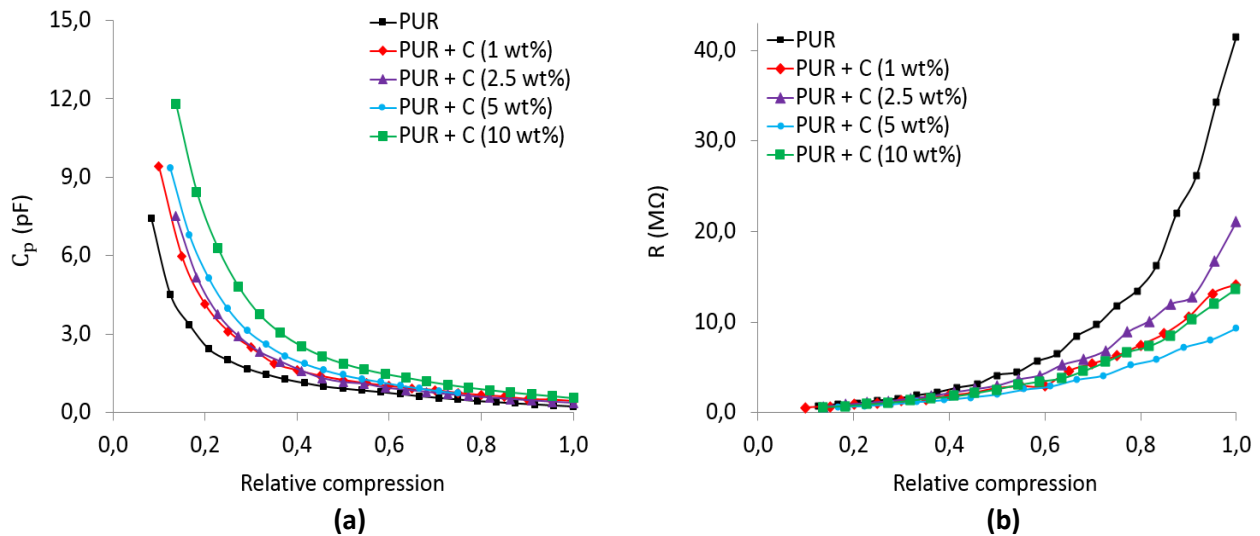 15,0
12,0
9,0
6,0
3,0
0,0
Cₚ (pF)
PUR
PUR + C (1 wt%)
PUR + C (2.5 wt%)
PUR + C (5 wt%)
PUR + C (10 wt%)
0,0 0,2 0,4 0,6 0,8 1,0
Relative compression
(a)
40,0
30,0
20,0
10,0
0,0
R (MΩ)
PUR
PUR + C (1 wt%)
PUR + C (2.5 wt%)
PUR + C (5 wt%)
PUR + C (10 wt%)
0,0 0,2 0,4 0,6 0,8 1,0
Relative compression
(b)